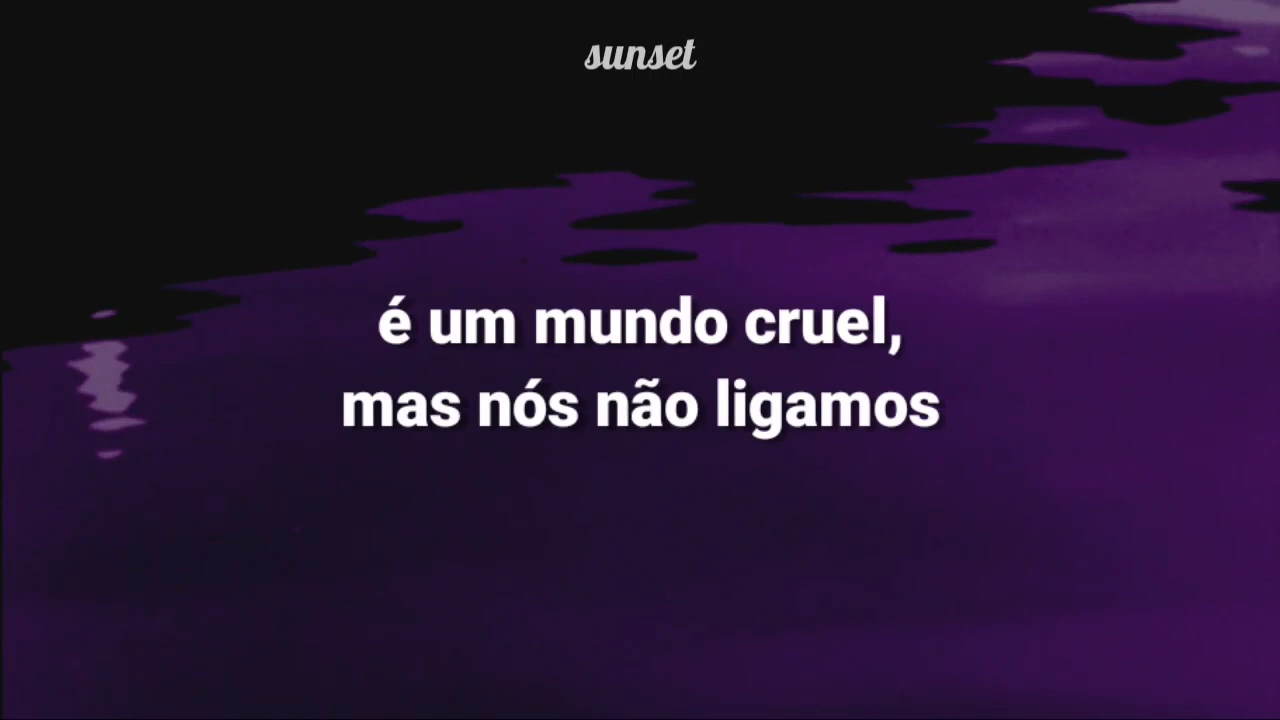 sunset
é um mundo cruel,
mas nós não ligamos